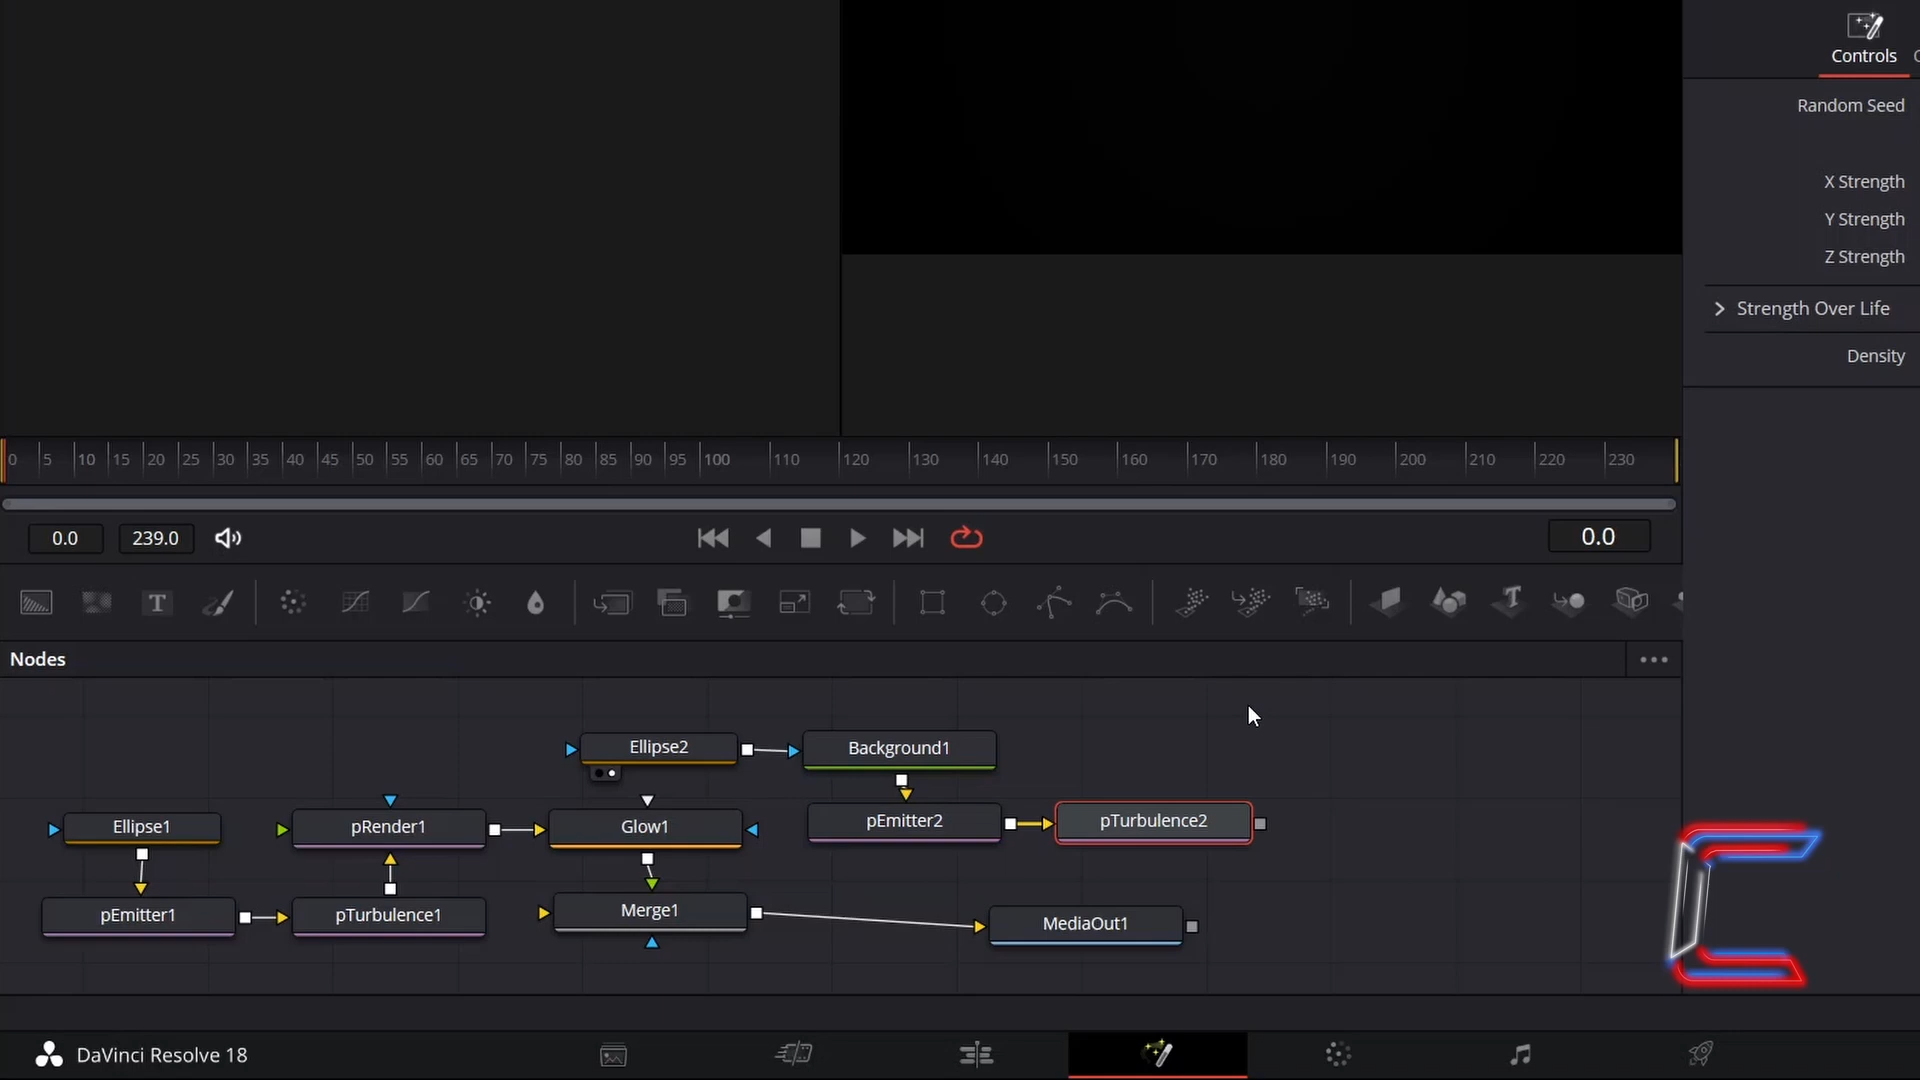 Controls
Random Seed
X Strength
Y Strength
Z Strength
Strength Over Life
Density
0 5 10 15 20 25 30 35 40 45 50 55 60 65 70 75 80 85 90 95 100 110 120 130 140 150 160 170 180 190 200 210 220 230
0.0 239.0 0.0
T
Nodes
Ellipse2 Background1
Ellipse1 pRender1 Glow1 pEmitter2 pTurbulence2
pEmitter1 pTurbulence1 Merge1 MediaOut1
DaVinci Resolve 18